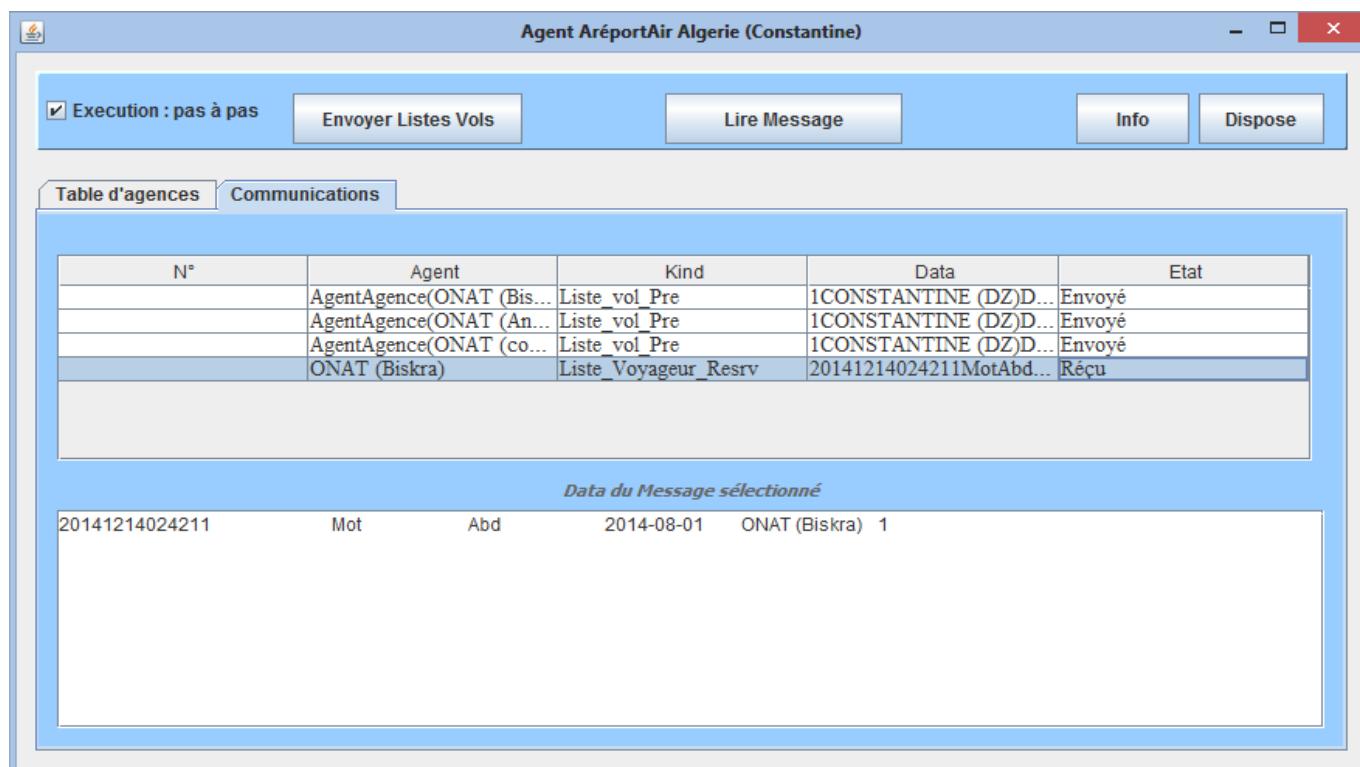 Agent AréportAir Algerie (Constantine)
Execution : pas à pas Envoyer Listes Vols Lire Message Info Dispose
Table d'agences Communications
N° Agent Kind Data Etat
AgentAgence(ONAT (Bis... Liste_vol_Pre 1CONSTANTINE (DZ)D... Envoyé
AgentAgence(ONAT (An... Liste_vol_Pre 1CONSTANTINE (DZ)D... Envoyé
AgentAgence(ONAT (co... Liste_vol_Pre 1CONSTANTINE (DZ)D... Envoyé
ONAT (Biskra) Liste_Voyageur_Resrv 20141214024211MotAbd... Réçu
Data du Message sélectionné
20141214024211 Mot Abd 2014-08-01 ONAT (Biskra) 1